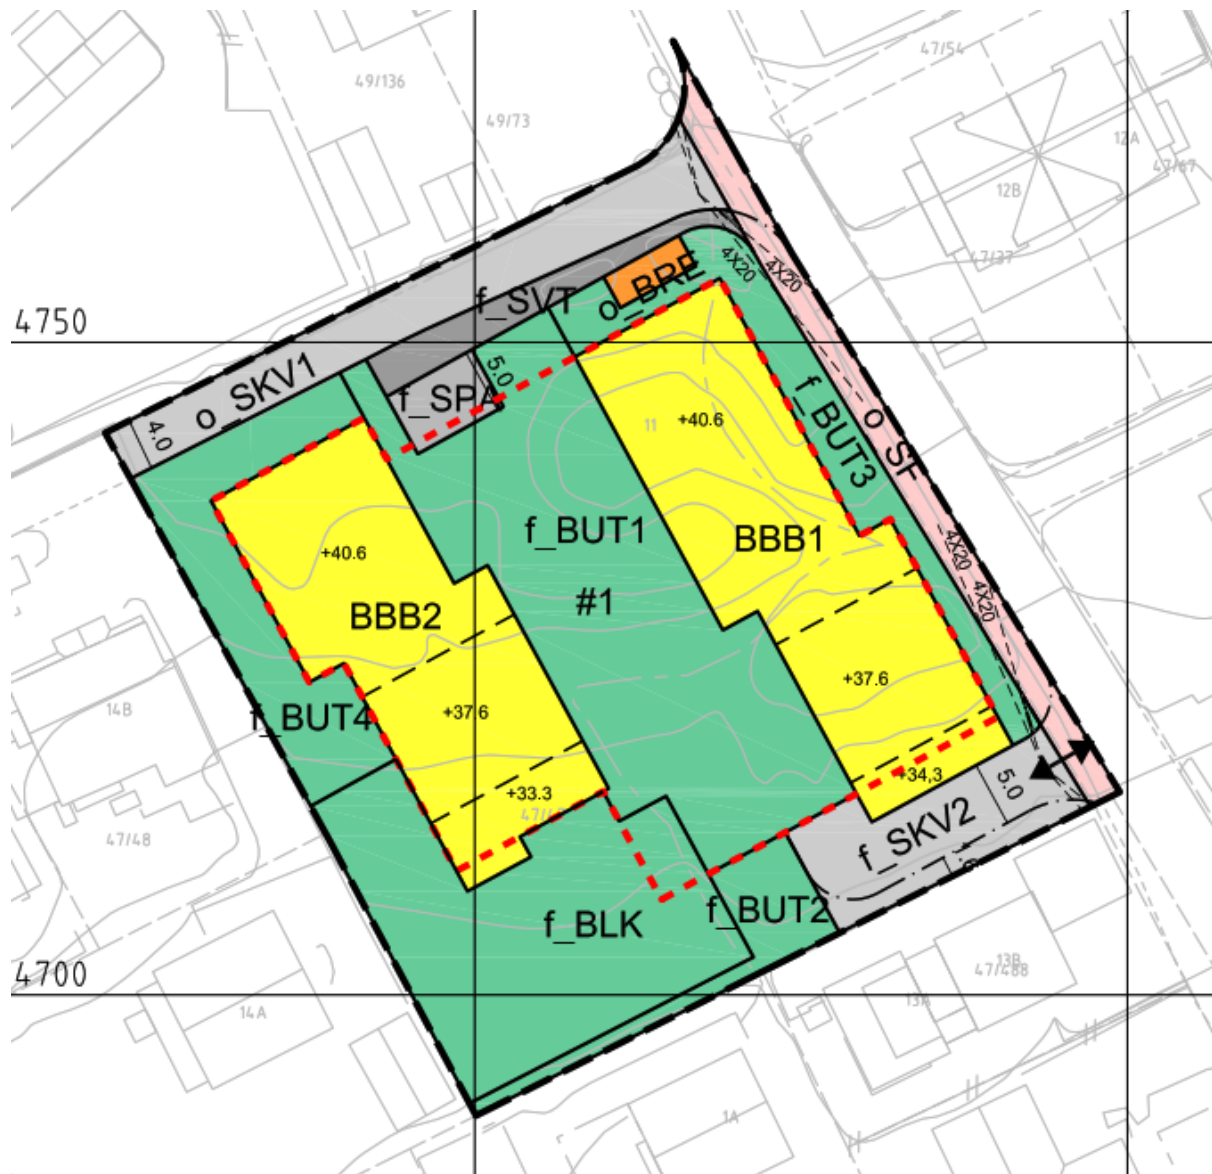 47/54
49/136
49/73
12A
47/67
12B
47/37
4X20
4X20
o_BRE
f_SVT
4750
5.0
o_SKV1
f_SPA
4.0
f_BUT3
o_SF
+40.6
11
f_BUT1
BBB1
4X20
4X20
+40.6
#1
BBB2
+37.6
14B
f_BUT4
+37.6
+34,3
5.0
+33.3
47/48
f_SKV2
f_BUT2
f_BLK
4700
13B
47/488
13A
14A
1A